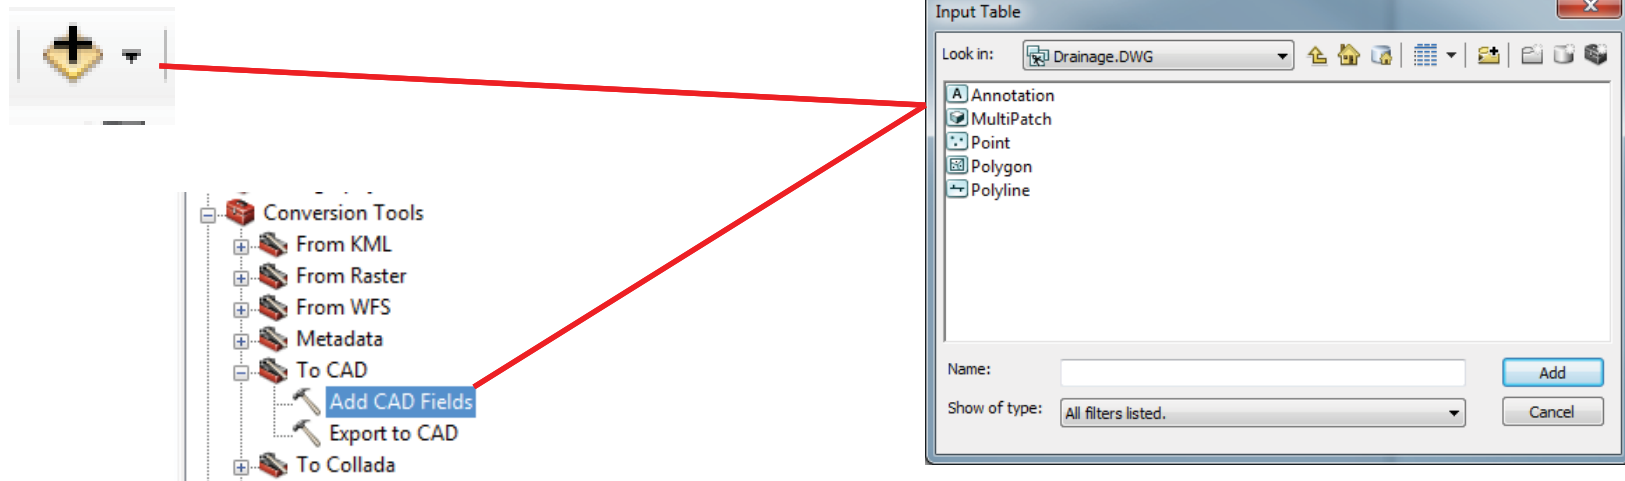 Input Table
Look in:
Drainage.DWG
Annotation
MultiPatch
Point
Polygon
Polyline
Name:
Add
Show of type:
All filters listed.
Cancel
Conversion Tools
From KML
From Raster
From WFS
Metadata
To CAD
Add CAD Fields
Export to CAD
To Collada